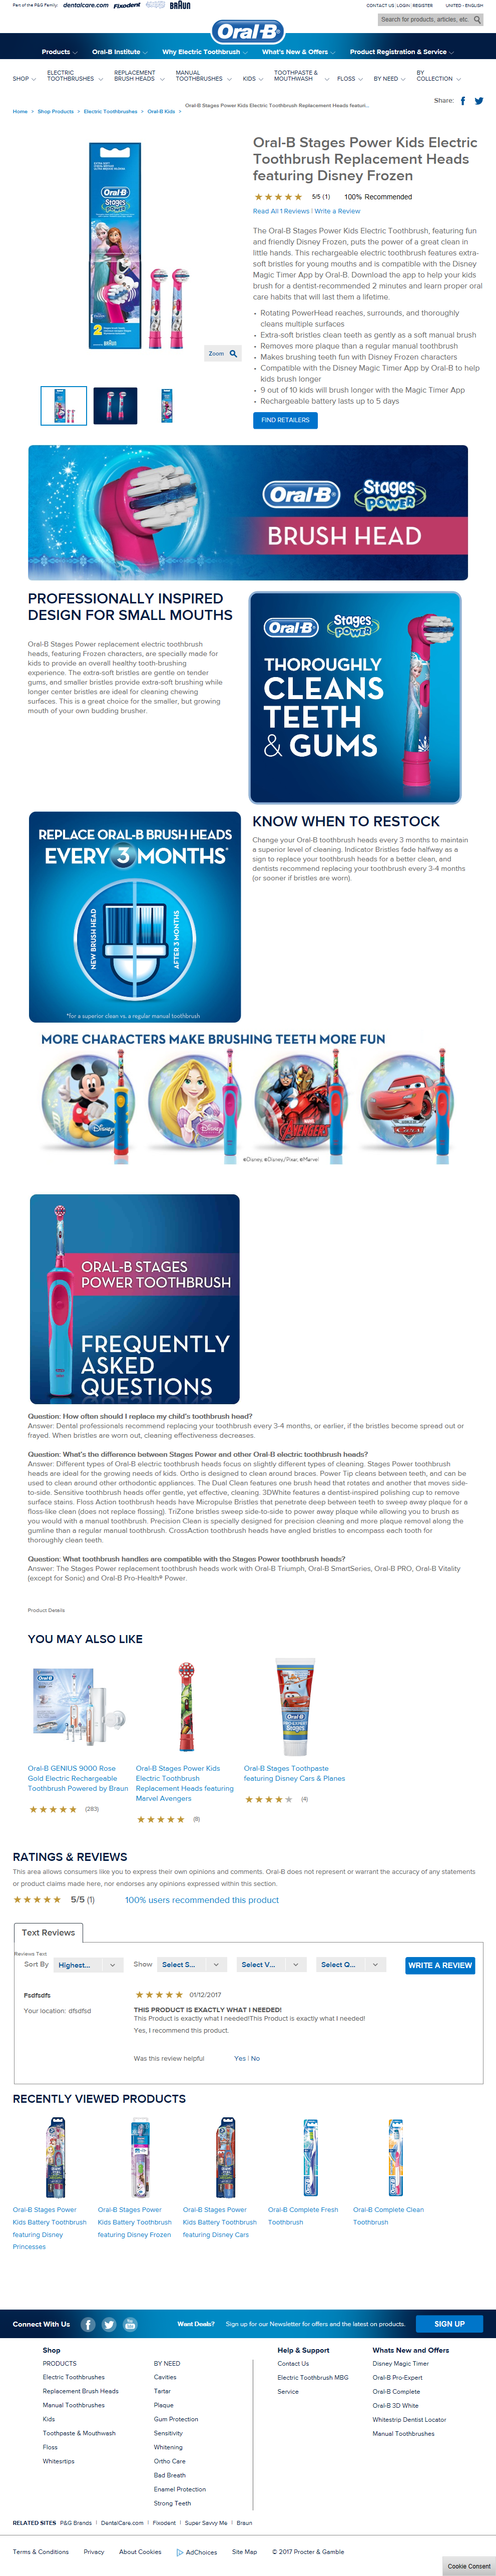 Part of the P&G Family: dentalcare.com Fixodent BRAUN
CONTACT US | LOGIN | REGISTER UNITED - ENGLISH
Search for products, articles, etc.
Oral-B
Products Oral-B Institute Why Electric Toothbrush What's New & Offers Product Registration & Service
SHOP ELECTRIC TOOTHBRUSHES REPLACEMENT BRUSH HEADS MANUAL TOOTHBRUSHES KIDS TOOTHPASTE & MOUTHWASH FLOSS BY NEED BY COLLECTION
Share:
Home > Shop Products > Electric Toothbrushes > Oral-B Kids > Oral-B Stages Power Kids Electric Toothbrush Replacement Heads featuri...
Oral-B Stages Power Kids Electric
Toothbrush Replacement Heads
featuring Disney Frozen
5/5 (1) 100% Recommended
Read All 1 Reviews | Write a Review
The Oral-B Stages Power Kids Electric Toothbrush, featuring fun
and friendly Disney Frozen, puts the power of a great clean in
little hands. This rechargeable electric toothbrush features extra-
soft bristles for young mouths and is compatible with the Disney
Magic Timer App by Oral-B. Download the app to help your kids
brush for a dentist-recommended 2 minutes and learn proper oral
care habits that will last them a lifetime.
• Rotating PowerHead reaches, surrounds, and thoroughly
cleans multiple surfaces
• Extra-soft bristles clean teeth as gently as a soft manual brush
• Removes more plaque than a regular manual toothbrush
• Makes brushing teeth fun with Disney Frozen characters
• Compatible with the Disney Magic Timer App by Oral-B to help
kids brush longer
• 9 out of 10 kids will brush longer with the Magic Timer App
• Rechargeable battery lasts up to 5 days
FIND RETAILERS
Oral-B
Stages
POWER
2
Zoom
Oral-B Stages POWER
BRUSH HEAD
PROFESSIONALLY INSPIRED
DESIGN FOR SMALL MOUTHS
Oral-B Stages Power replacement electric toothbrush
heads, featuring Frozen characters, are specially made for
kids to provide an overall healthy tooth-brushing
experience. The extra-soft bristles are gentle on tender
gums, and smaller bristles provide extra-soft brushing while
longer center bristles are ideal for cleaning chewing
surfaces. This is a great choice for the smaller, but growing
mouth of your own budding brusher.
Oral-B Stages POWER
THOROUGHLY
CLEANS
TEETH
& GUMS
REPLACE ORAL-B BRUSH HEADS
EVERY 3 MONTHS*
NEW BRUSH HEAD
AFTER 3 MONTHS
*for a superior clean vs. a regular manual toothbrush
KNOW WHEN TO RESTOCK
Change your Oral-B toothbrush heads every 3 months to maintain
a superior level of cleaning. Indicator Bristles fade halfway as a
sign to replace your toothbrush heads for a better clean, and
dentists recommend replacing your toothbrush every 3-4 months
(or sooner if bristles are worn).
MORE CHARACTERS MAKE BRUSHING TEETH MORE FUN
Disney
Disney
AVENGERS
Cars
©Disney, ©Disney/Pixar, ©Marvel
ORAL-B STAGES
POWER TOOTHBRUSH
FREQUENTLY
ASKED
QUESTIONS
Question: How often should I replace my child's toothbrush head?
Answer: Dental professionals recommend replacing your toothbrush every 3-4 months, or earlier, if the bristles become spread out or
frayed. When bristles are worn out, cleaning effectiveness decreases.
Question: What's the difference between Stages Power and other Oral-B electric toothbrush heads?
Answer: Different types of Oral-B electric toothbrush heads focus on slightly different types of cleaning. Stages Power toothbrush
heads are ideal for the growing needs of kids. Ortho is designed to clean around braces. Power Tip cleans between teeth, and can be
used to clean around other orthodontic appliances. The Dual Clean features one brush head that rotates and another that moves side-
to-side. Sensitive toothbrush heads offer gentle, yet effective, cleaning. 3DWhite features a dentist-inspired polishing cup to remove
surface stains. Floss Action toothbrush heads have Micropulse Bristles that penetrate deep between teeth to sweep away plaque for a
floss-like clean (does not replace flossing). TriZone bristles sweep side-to-side to power plaque away while allowing you to brush as
you would with a manual toothbrush. Precision Clean is specially designed for precision cleaning and more plaque removal along the
gumline than a regular manual toothbrush. CrossAction toothbrush heads have angled bristles to encompass each tooth for
thoroughly clean teeth.
Question: What toothbrush handles are compatible with the Stages Power toothbrush heads?
Answer: The Stages Power replacement toothbrush heads work with Oral-B Triumph, Oral-B SmartSeries, Oral-B PRO, Oral-B Vitality
(except for Sonic) and Oral-B Pro-Health® Power.
Product Details
YOU MAY ALSO LIKE
Oral-B GENIUS 9000 Rose
Gold Electric Rechargeable
Toothbrush Powered by Braun
(283)
Oral-B Stages Power Kids
Electric Toothbrush
Replacement Heads featuring
Marvel Avengers
(8)
Oral-B Stages Toothpaste
featuring Disney Cars & Planes
(4)
RATINGS & REVIEWS
This area allows consumers like you to express their own opinions and comments. Oral-B does not represent or warrant the accuracy of any statements
or product claims made here, nor endorses any opinions expressed within this section.
5/5 (1) 100% users recommended this product
Text Reviews
Reviews Text
Sort By Highest... Show Select S... Select V... Select Q... WRITE A REVIEW
Psdfsdfs
Your location: dfsdfsd
01/12/2017
THIS PRODUCT IS EXACTLY WHAT I NEEDED!
This Product is exactly what I needed!This Product is exactly what I needed!
Yes, I recommend this product.
Was this review helpful Yes | No
RECENTLY VIEWED PRODUCTS
Oral-B Stages Power
Kids Battery Toothbrush
featuring Disney
Princesses
Oral-B Stages Power
Kids Battery Toothbrush
featuring Disney Frozen
Oral-B Stages Power
Kids Battery Toothbrush
featuring Disney Cars
Oral-B Complete Fresh
Toothbrush
Oral-B Complete Clean
Toothbrush
Connect With Us Want Deals? Sign up for our Newsletter for offers and the latest on products. SIGN UP
Shop
PRODUCTS
Electric Toothbrushes
Replacement Brush Heads
Manual Toothbrushes
Kids
Toothpaste & Mouthwash
Floss
Whitesrtips
BY NEED
Cavities
Tartar
Plaque
Gum Protection
Sensitivity
Whitening
Ortho Care
Bad Breath
Enamel Protection
Strong Teeth
Help & Support
Contact Us
Electric Toothbrush MBG
Service
Whats New and Offers
Disney Magic Timer
Oral-B Pro-Expert
Oral-B Complete
Oral-B 3D White
Whitestrip Dentist Locator
Manual Toothbrushes
RELATED SITES P&G Brands | DentalCare.com | Fixodent | Super Savvy Me | Braun
Terms & Conditions Privacy About Cookies AdChoices Site Map © 2017 Procter & Gamble
Cookie Consent